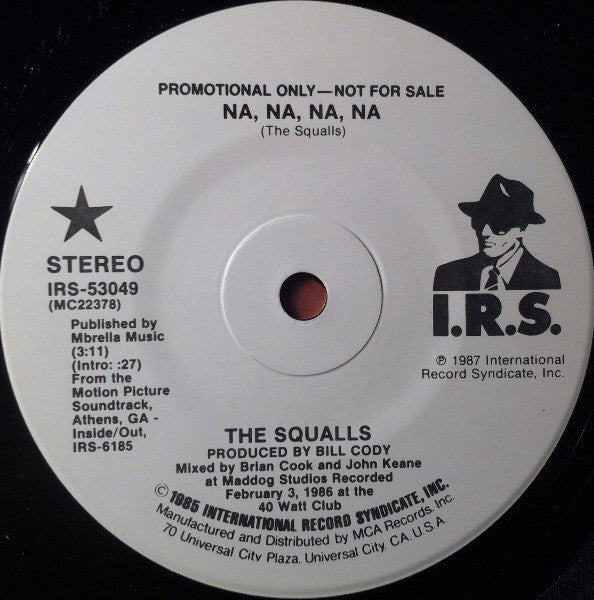 PROMOTIONAL ONLY—NOT FOR SALE
NA, NA, NA, NA
(The Squalls)
STEREO
IRS-53049
(MC22378)
Published by
Mbrella Music
(3:11)
(Intro: :27)
From the
Motion Picture
Soundtrack,
Athens, GA -
Inside/Out,
IRS-6185
I.R.S.
℗ 1987 International
Record Syndicate, Inc.
THE SQUALLS
PRODUCED BY BILL CODY
Mixed by Brian Cook and John Keane
at Maddog Studios Recorded
February 3, 1986 at the
40 Watt Club
© 1985 INTERNATIONAL RECORD SYNDICATE, INC.
Manufactured and Distributed by MCA Records, Inc.
70 Universal City Plaza, Universal City, CA. U.S.A.